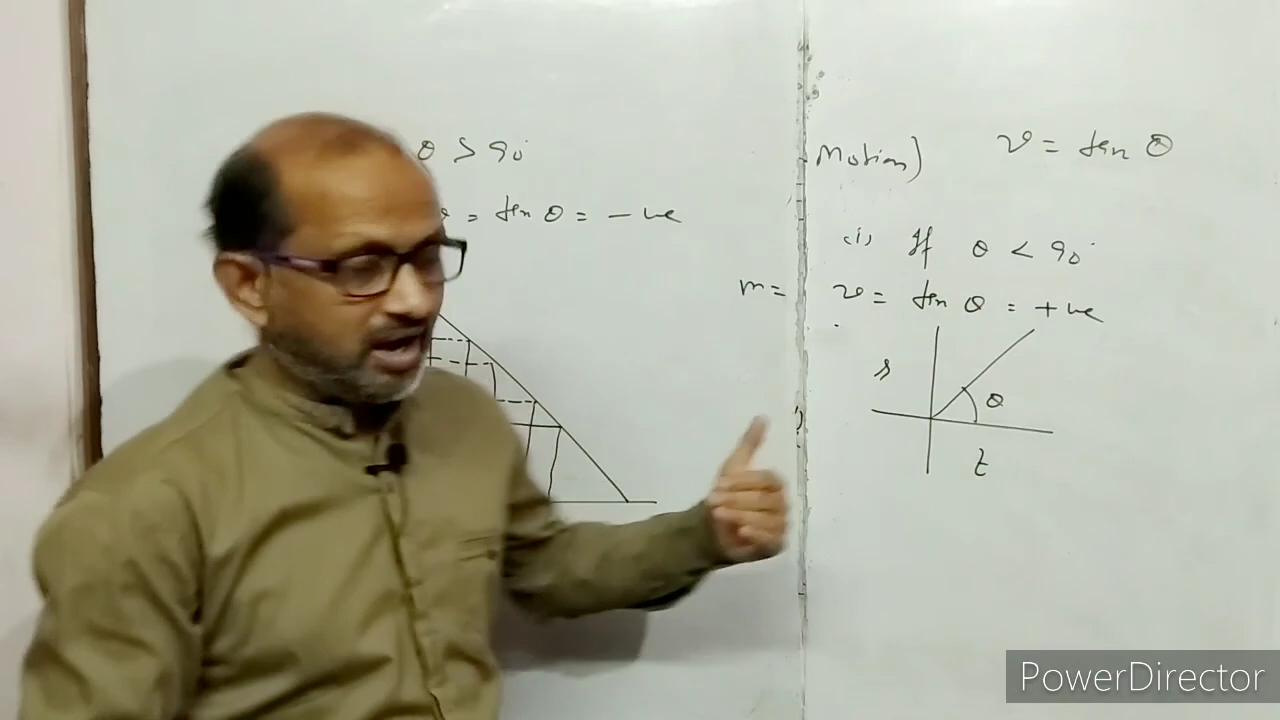 θ > 90°
v = tan θ = -ve
Motion) v = tan θ
(i) If θ < 90°
m = v = tan θ = +ve
s
θ
t
PowerDirector